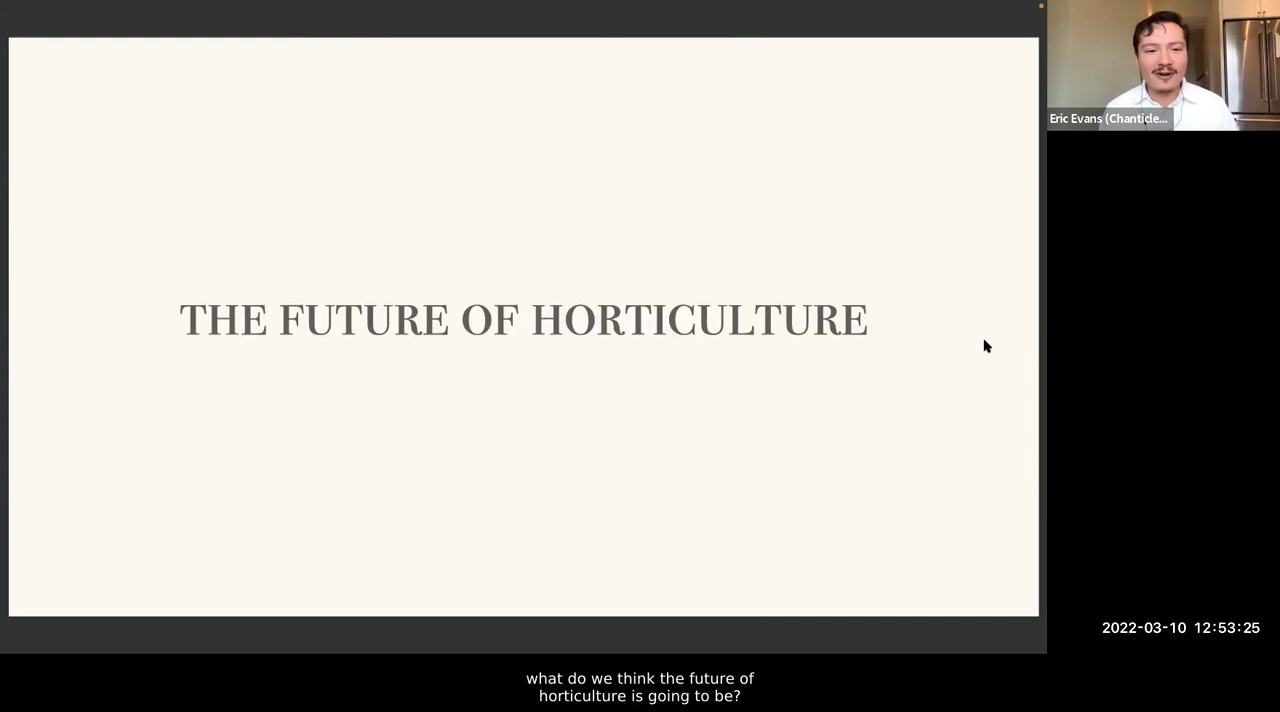 THE FUTURE OF HORTICULTURE
Eric Evans (Chanticle...
2022-03-10 12:53:25
what do we think the future of
horticulture is going to be?